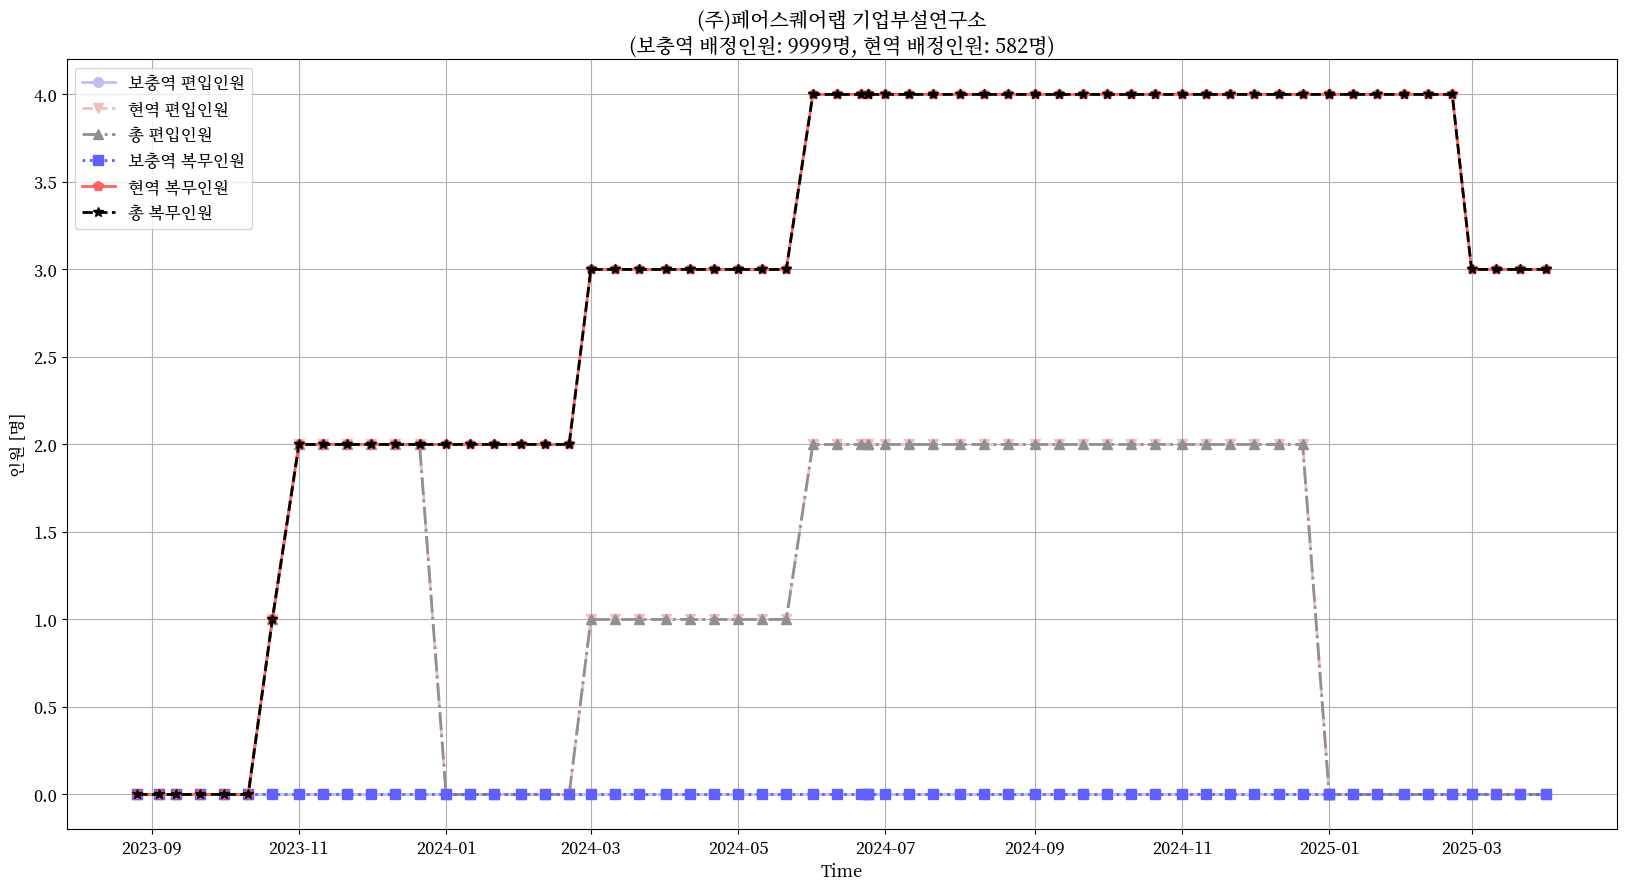 (주)페어스퀘어랩 기업부설연구소
(보충역 배정인원: 9999명, 현역 배정인원: 582명)
보충역 편입인원
현역 편입인원
총 편입인원
보충역 복무인원
현역 복무인원
총 복무인원
인원 [명]
4.0
3.5
3.0
2.5
2.0
1.5
1.0
0.5
0.0
2023-09
2023-11
2024-01
2024-03
2024-05
2024-07
2024-09
2024-11
2025-01
2025-03
Time